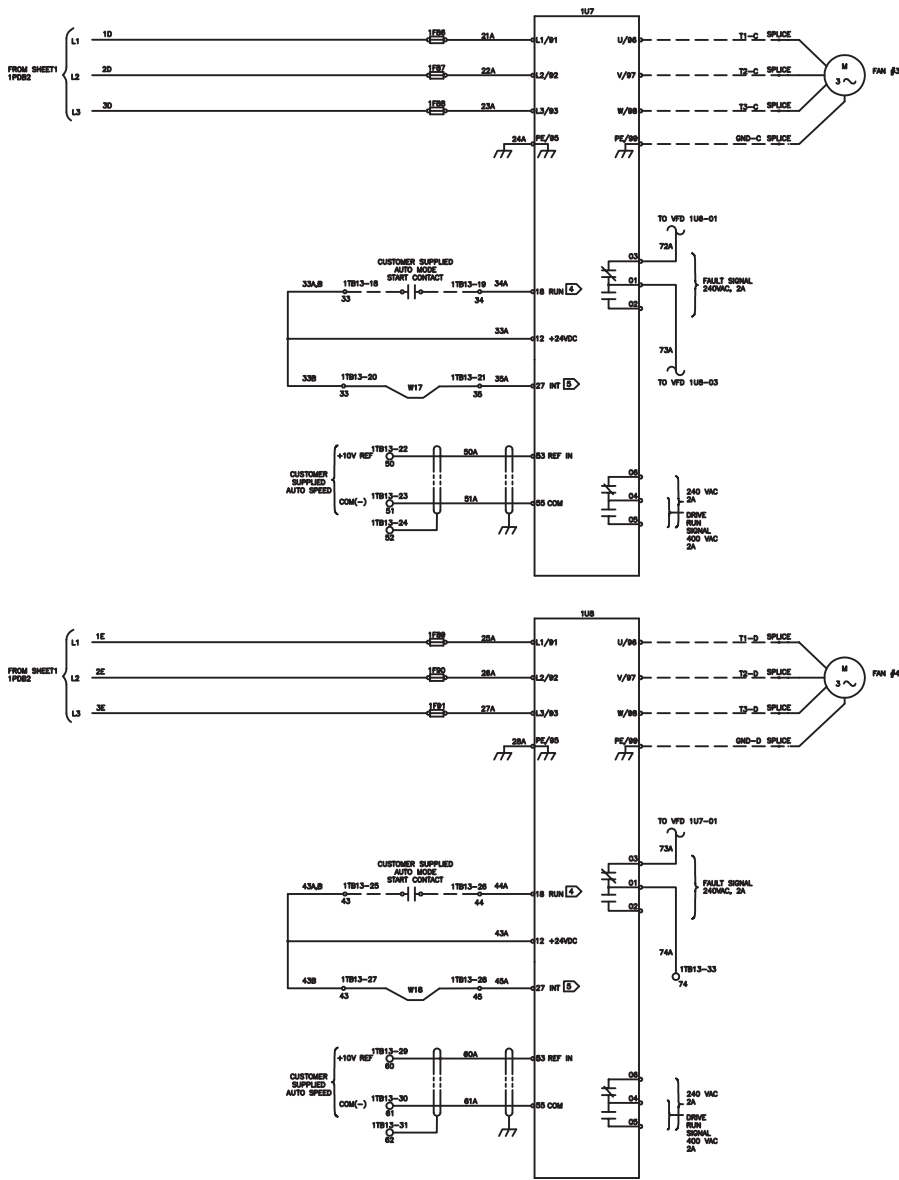 1U7
L1 1D 1F86 21A L1/91 U/96 T1-C SPLICE
M
3 ~
FAN #3
FROM SHEET1
1PDB2
L2 2D 1F87 22A L2/92 V/97 T2-C SPLICE
L3 3D 1F88 23A L3/93 W/98 T3-C SPLICE
24A PE/95 PE/99 GND-C SPLICE
TO VFD 1U6-01
72A
03
01
02
FAULT SIGNAL
240VAC, 2A
73A
TO VFD 1U8-03
CUSTOMER SUPPLIED
AUTO MODE
START CONTACT
33A,B 1TB13-18 1TB13-19 34A 18 RUN 4
33 34
33A 12 +24VDC
33B 1TB13-20 W17 1TB13-21 35A 27 INT 5
33 35
CUSTOMER
SUPPLIED
AUTO SPEED
+10V REF 1TB13-22 50A 53 REF IN
50
COM(-) 1TB13-23 51A 55 COM
51
1TB13-24
52
06
04
05
240 VAC
2A
DRIVE
RUN
SIGNAL
400 VAC
2A
1U8
L1 1E 1F89 25A L1/91 U/96 T1-D SPLICE
M
3 ~
FAN #4
FROM SHEET1
1PDB2
L2 2E 1F90 26A L2/92 V/97 T2-D SPLICE
L3 3E 1F91 27A L3/93 W/98 T3-D SPLICE
28A PE/95 PE/99 GND-D SPLICE
TO VFD 1U7-01
73A
03
01
02
FAULT SIGNAL
240VAC, 2A
74A
1TB13-33
74
CUSTOMER SUPPLIED
AUTO MODE
START CONTACT
43A,B 1TB13-25 1TB13-26 44A 18 RUN 4
43 44
43A 12 +24VDC
43B 1TB13-27 W18 1TB13-28 45A 27 INT 5
43 45
CUSTOMER
SUPPLIED
AUTO SPEED
+10V REF 1TB13-29 60A 53 REF IN
60
COM(-) 1TB13-30 61A 55 COM
61
1TB13-31
62
06
04
05
240 VAC
2A
DRIVE
RUN
SIGNAL
400 VAC
2A